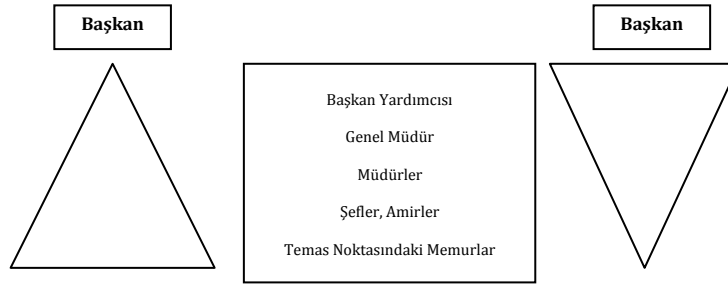 Başkan
Başkan
Başkan Yardımcısı
Genel Müdür
Müdürler
Şefler, Amirler
Temas Noktasındaki Memurlar